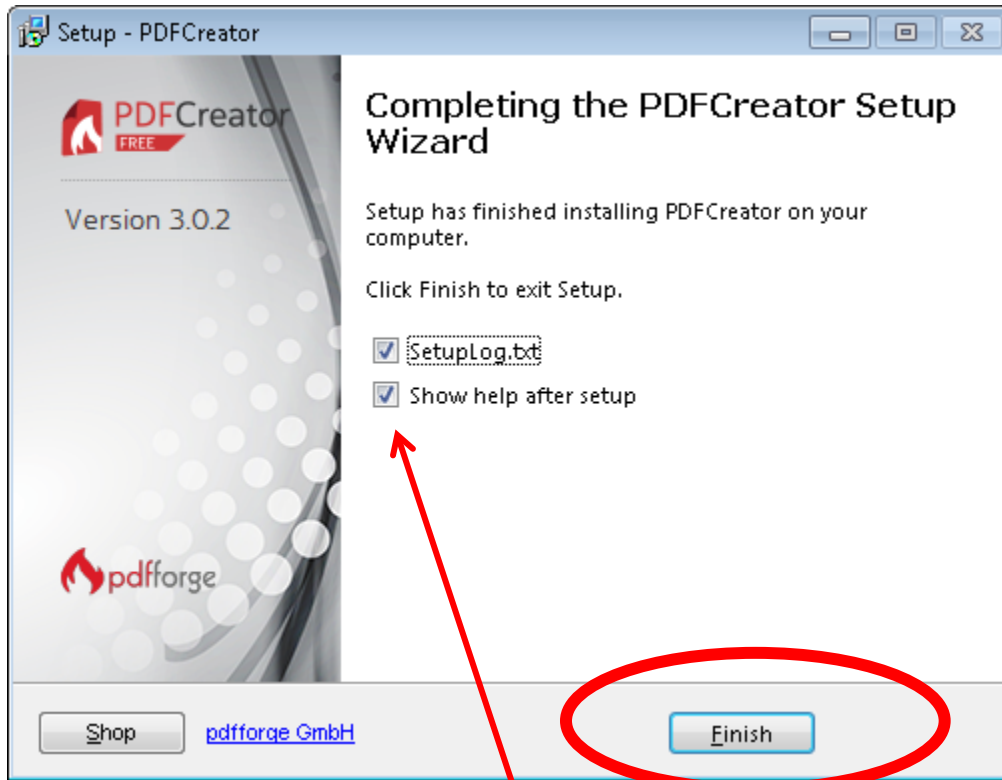 Setup - PDFCreator
PDFCreator
FREE
Version 3.0.2
Completing the PDFCreator Setup
Wizard
Setup has finished installing PDFCreator on your
computer.
Click Finish to exit Setup.
SetupLog.txt
Show help after setup
pdfforge
Shop
pdfforge GmbH
Finish